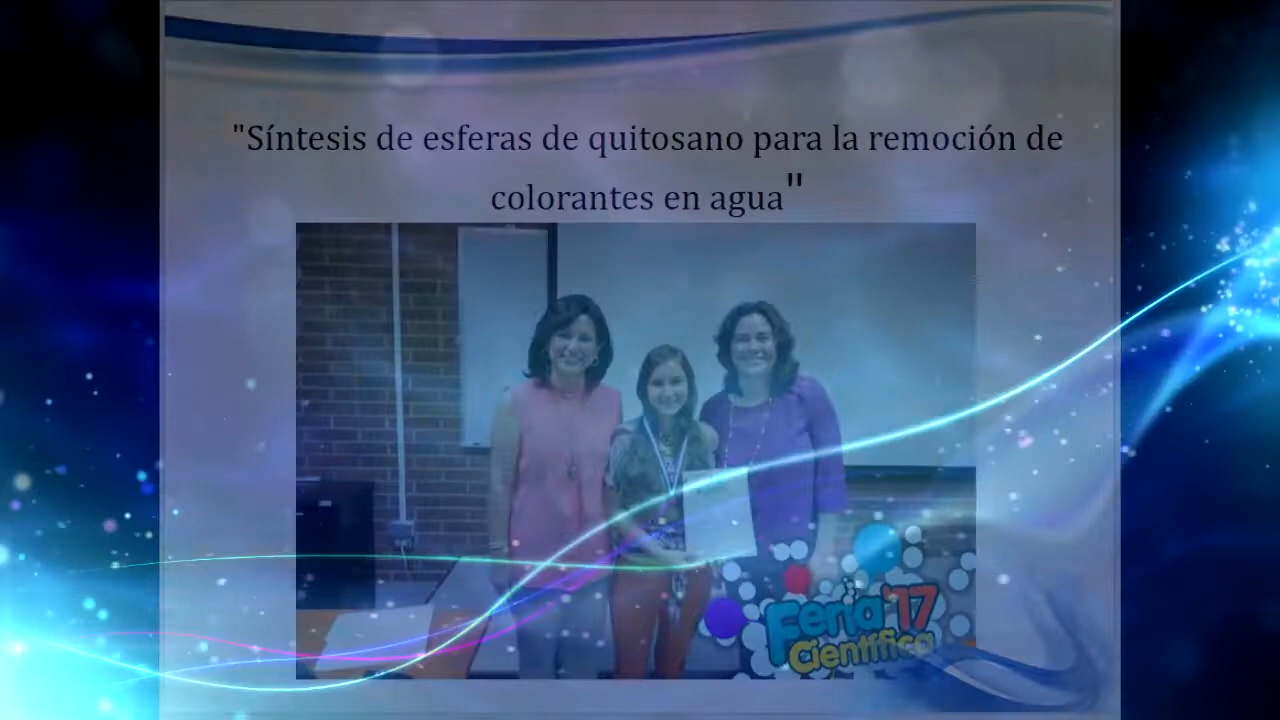 "Síntesis de esferas de quitosano para la remoción de
colorantes en agua"
Feria '17
Científica